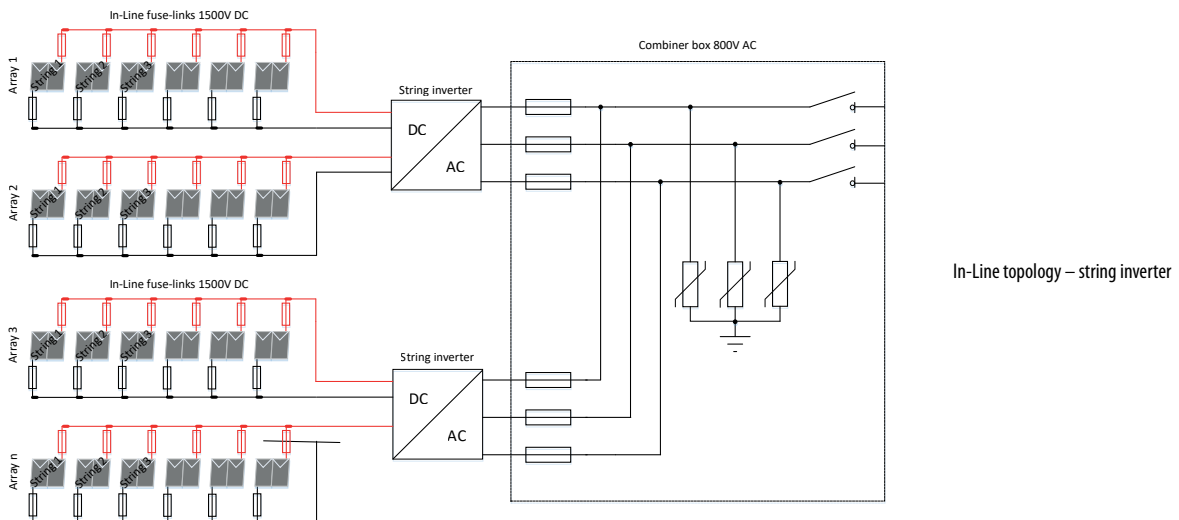 In-Line fuse-links 1500V DC
Array 1
String 1
String 2
String 3
Array 2
String 1
String 2
String 3
String inverter
DC
AC
Combiner box 800V AC
In-Line topology – string inverter
In-Line fuse-links 1500V DC
Array 3
String 1
String 2
String 3
Array n
String 1
String 2
String 3
String inverter
DC
AC